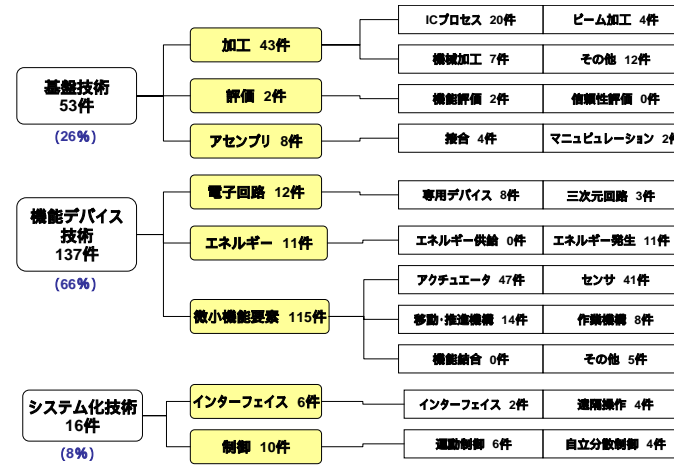 基盤技術
53件
(26%)
加工 43件
ICプロセス 20件
ビーム加工 4件
機械加工 7件
その他 12件
評価 2件
機能評価 2件
信頼性評価 0件
アセンブリ 8件
接合 4件
マニュピュレーション 2件
機能デバイス
技術
137件
(66%)
電子回路 12件
専用デバイス 8件
三次元回路 3件
エネルギー 11件
エネルギー供給 0件
エネルギー発生 11件
微小機能要素 115件
アクチュエータ 47件
センサ 41件
移動・推進機構 14件
作業機構 8件
機能結合 0件
その他 5件
システム化技術
16件
(8%)
インターフェイス 6件
インターフェイス 2件
遠隔操作 4件
制御 10件
運動制御 6件
自立分散制御 4件